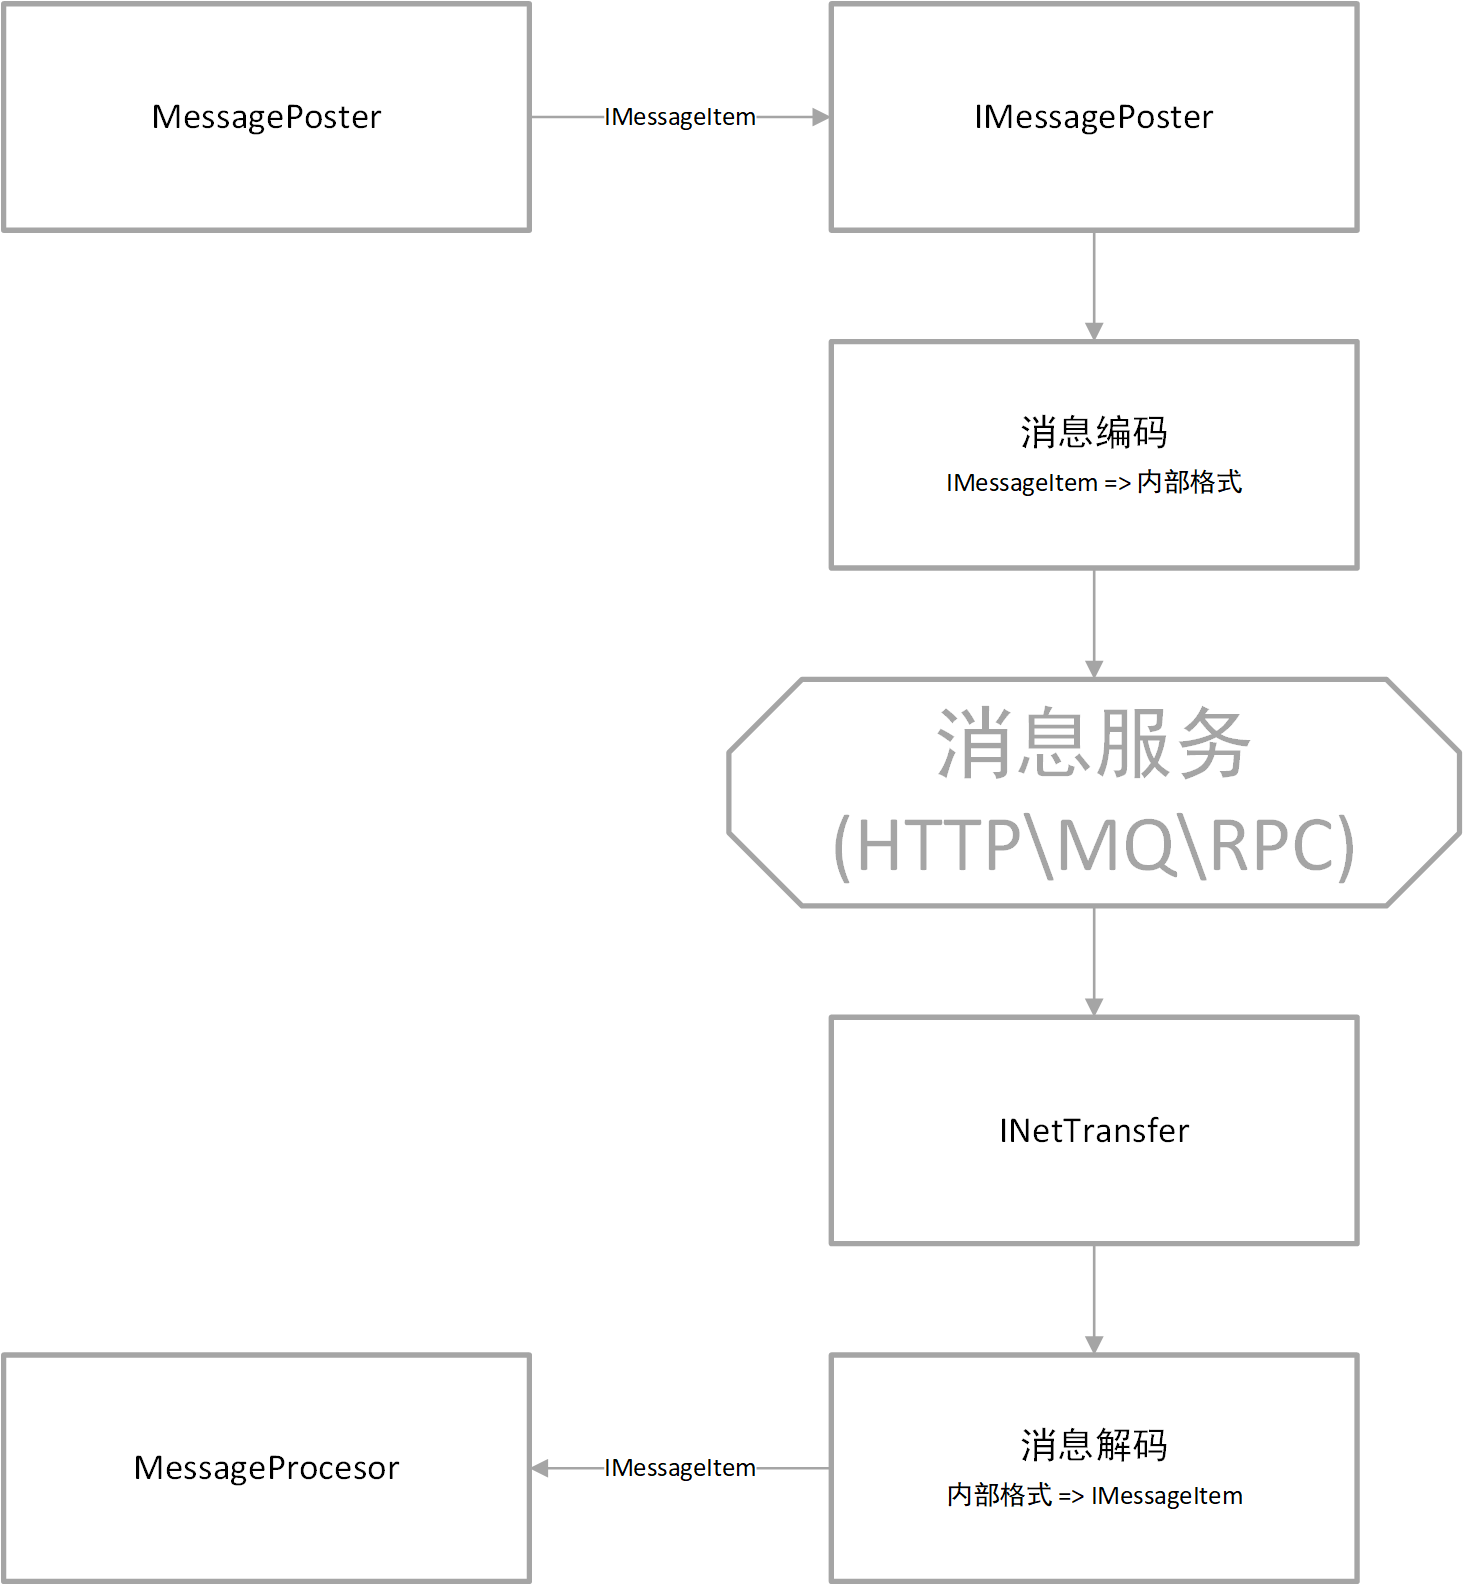 MessagePoster
IMessageItem
IMessagePoster
消息编码
IMessageItem => 内部格式
消息服务
(HTTP\MQ\RPC)
INetTransfer
消息解码
内部格式 => IMessageItem
IMessageItem
MessageProcesor